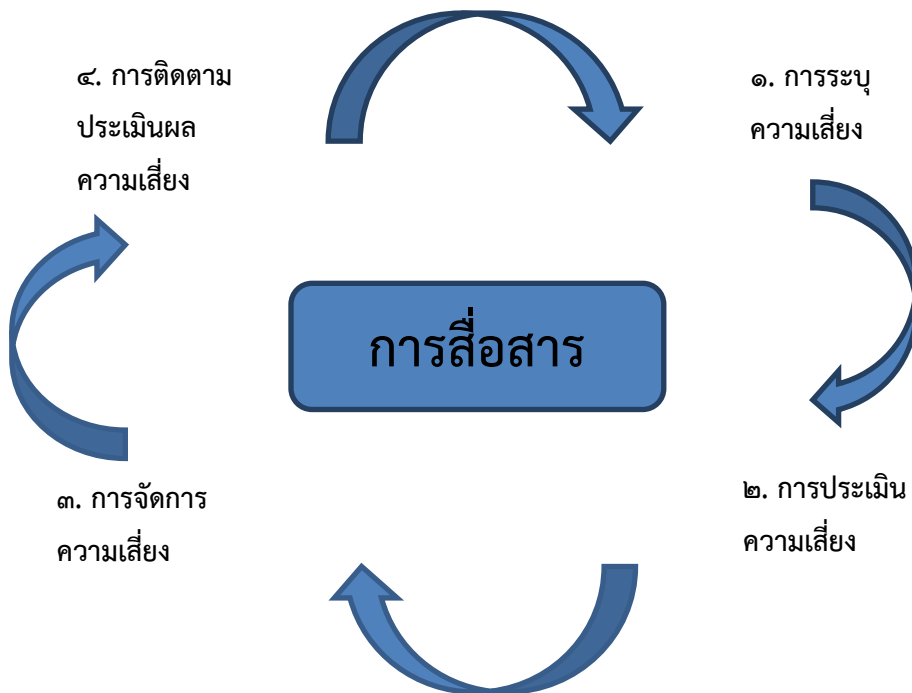 ๔. การติดตาม
ประเมินผล
ความเสี่ยง
๑. การระบุ
ความเสี่ยง
การสื่อสาร
๓. การจัดการ
ความเสี่ยง
๒. การประเมิน
ความเสี่ยง